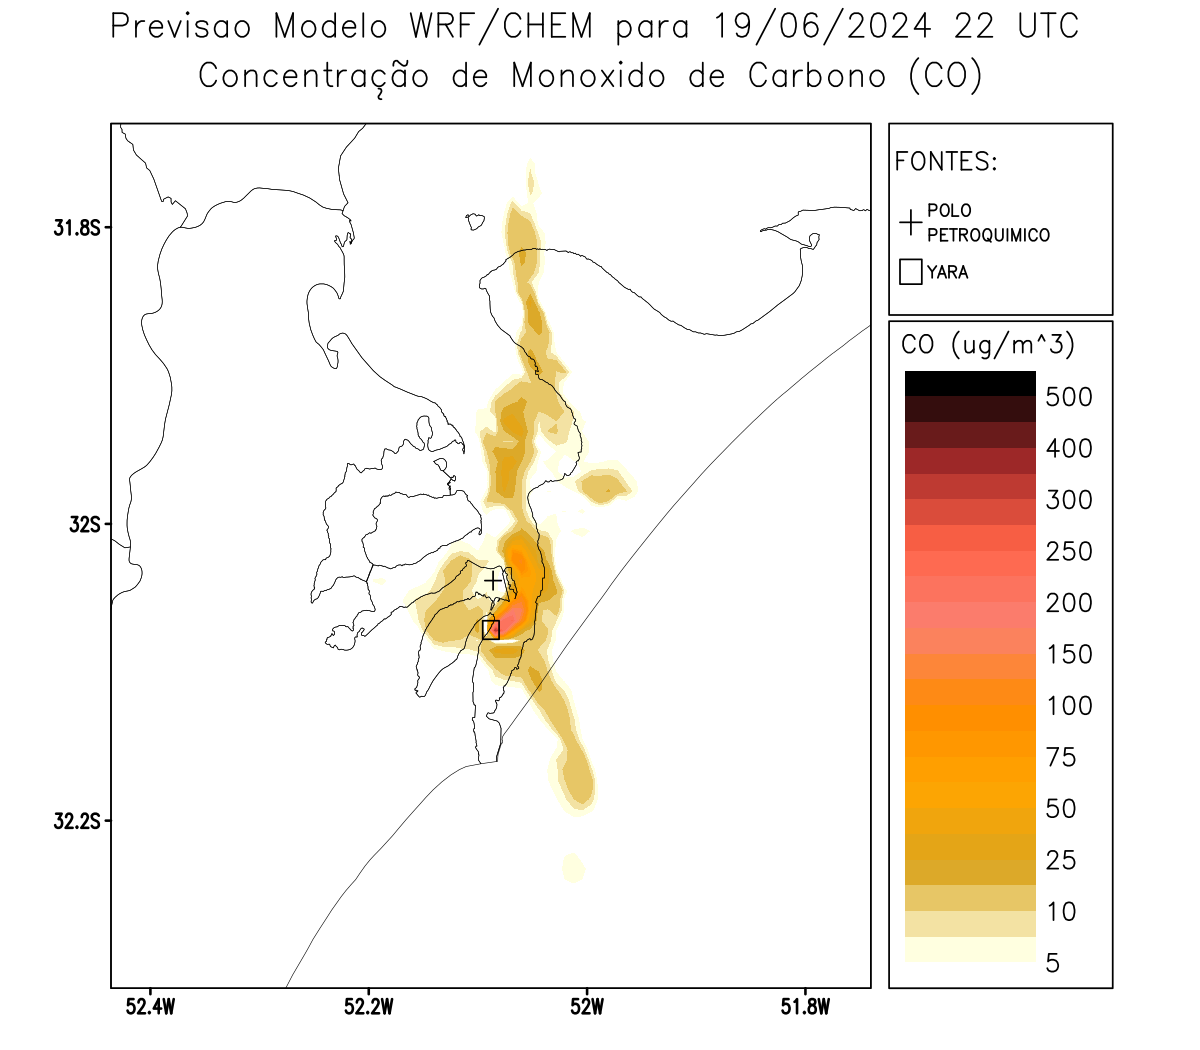 Previsao Modelo WRF/CHEM para 19/06/2024 22 UTC
Concentração de Monoxido de Carbono (CO)
FONTES:
POLO
PETROQUIMICO
YARA
CO (ug/m^3)
500
400
300
250
200
150
100
75
50
25
10
5
31.8S
32S
32.2S
52.4W
52.2W
52W
51.8W